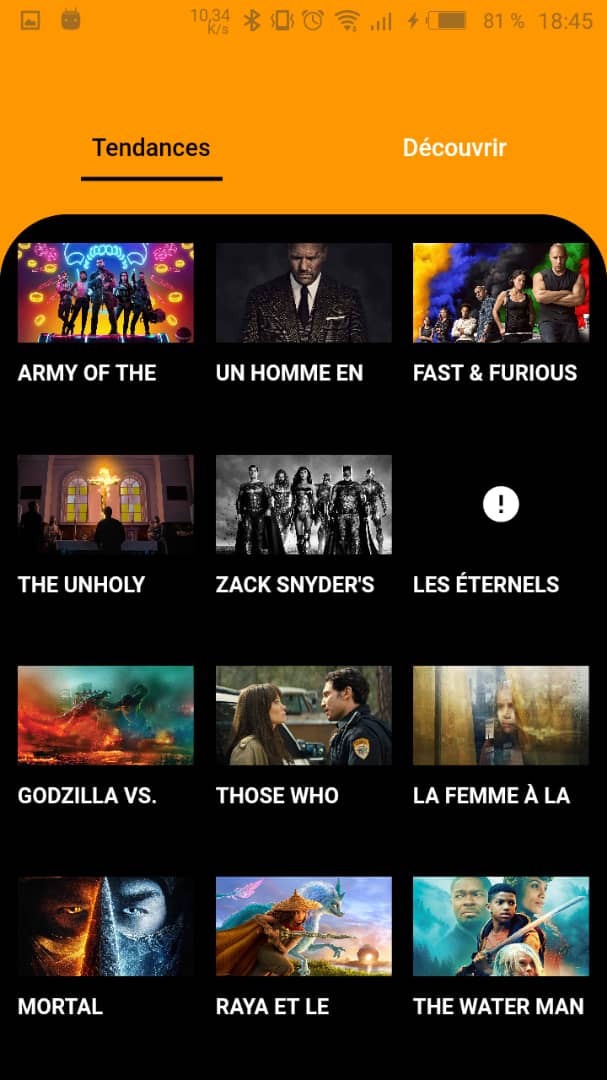 10,34
K/s
81 %
18:45
Tendances
Découvrir
ARMY OF THE
UN HOMME EN
FAST & FURIOUS
THE UNHOLY
ZACK SNYDER'S
LES ÉTERNELS
GODZILLA VS.
THOSE WHO
LA FEMME À LA
MORTAL
RAYA ET LE
THE WATER MAN